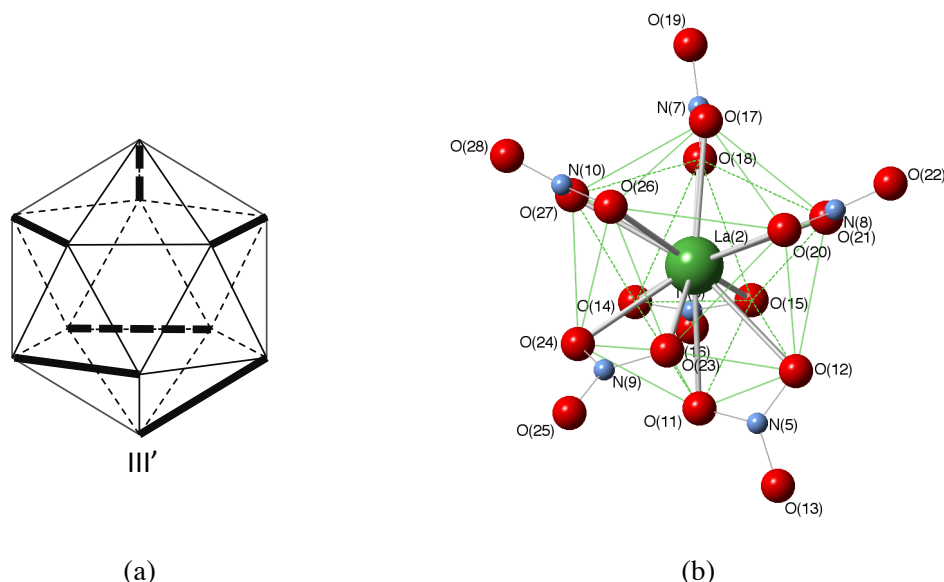 O(19)
N(7)
O(17)
O(28)
O(18)
N(10)
O(22)
O(26)
O(27)
N(8)
La(2)
O(20)
O(21)
O(14)
O(15)
O(24)
O(16)
O(23)
O(12)
N(9)
O(11)
N(5)
O(25)
III’
O(13)
(a)
(b)